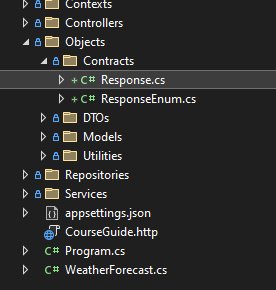 Contexts
Controllers
Objects
Contracts
+ C# Response.cs
+ C# ResponseEnum.cs
DTOs
Models
Utilities
Repositories
Services
appsettings.json
CourseGuide.http
C# Program.cs
C# WeatherForecast.cs